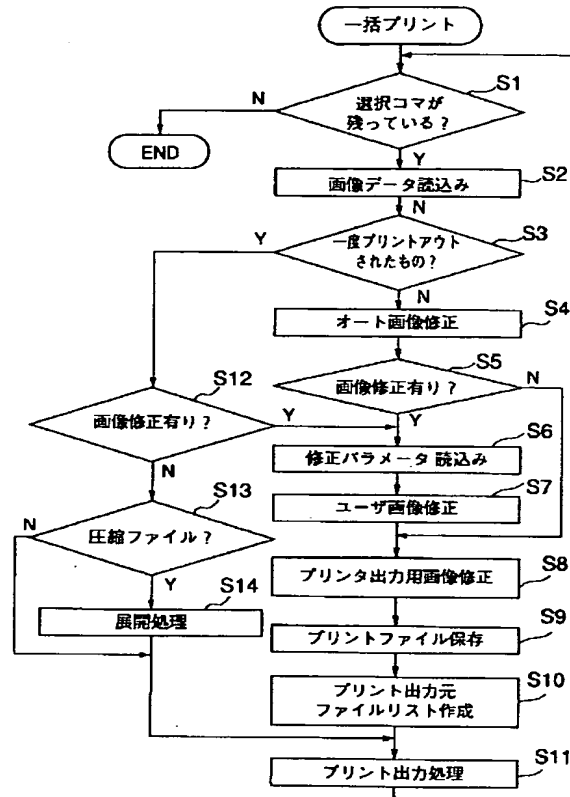 一括プリント
S1
N
選択コマが
残っている？
END
Y
S2
画像データ読込み
N
S3
Y
一度プリントアウト
されたもの？
N
S4
オート画像修正
S5
S12
画像修正有り？
N
画像修正有り？
Y
Y
S6
修正パラメータ読込み
N
S13
S7
ユーザ画像修正
N
圧縮ファイル？
S8
プリンタ出力用画像修正
Y
S14
展開処理
S9
プリントファイル保存
S10
プリント出力元
ファイルリスト作成
S11
プリント出力処理